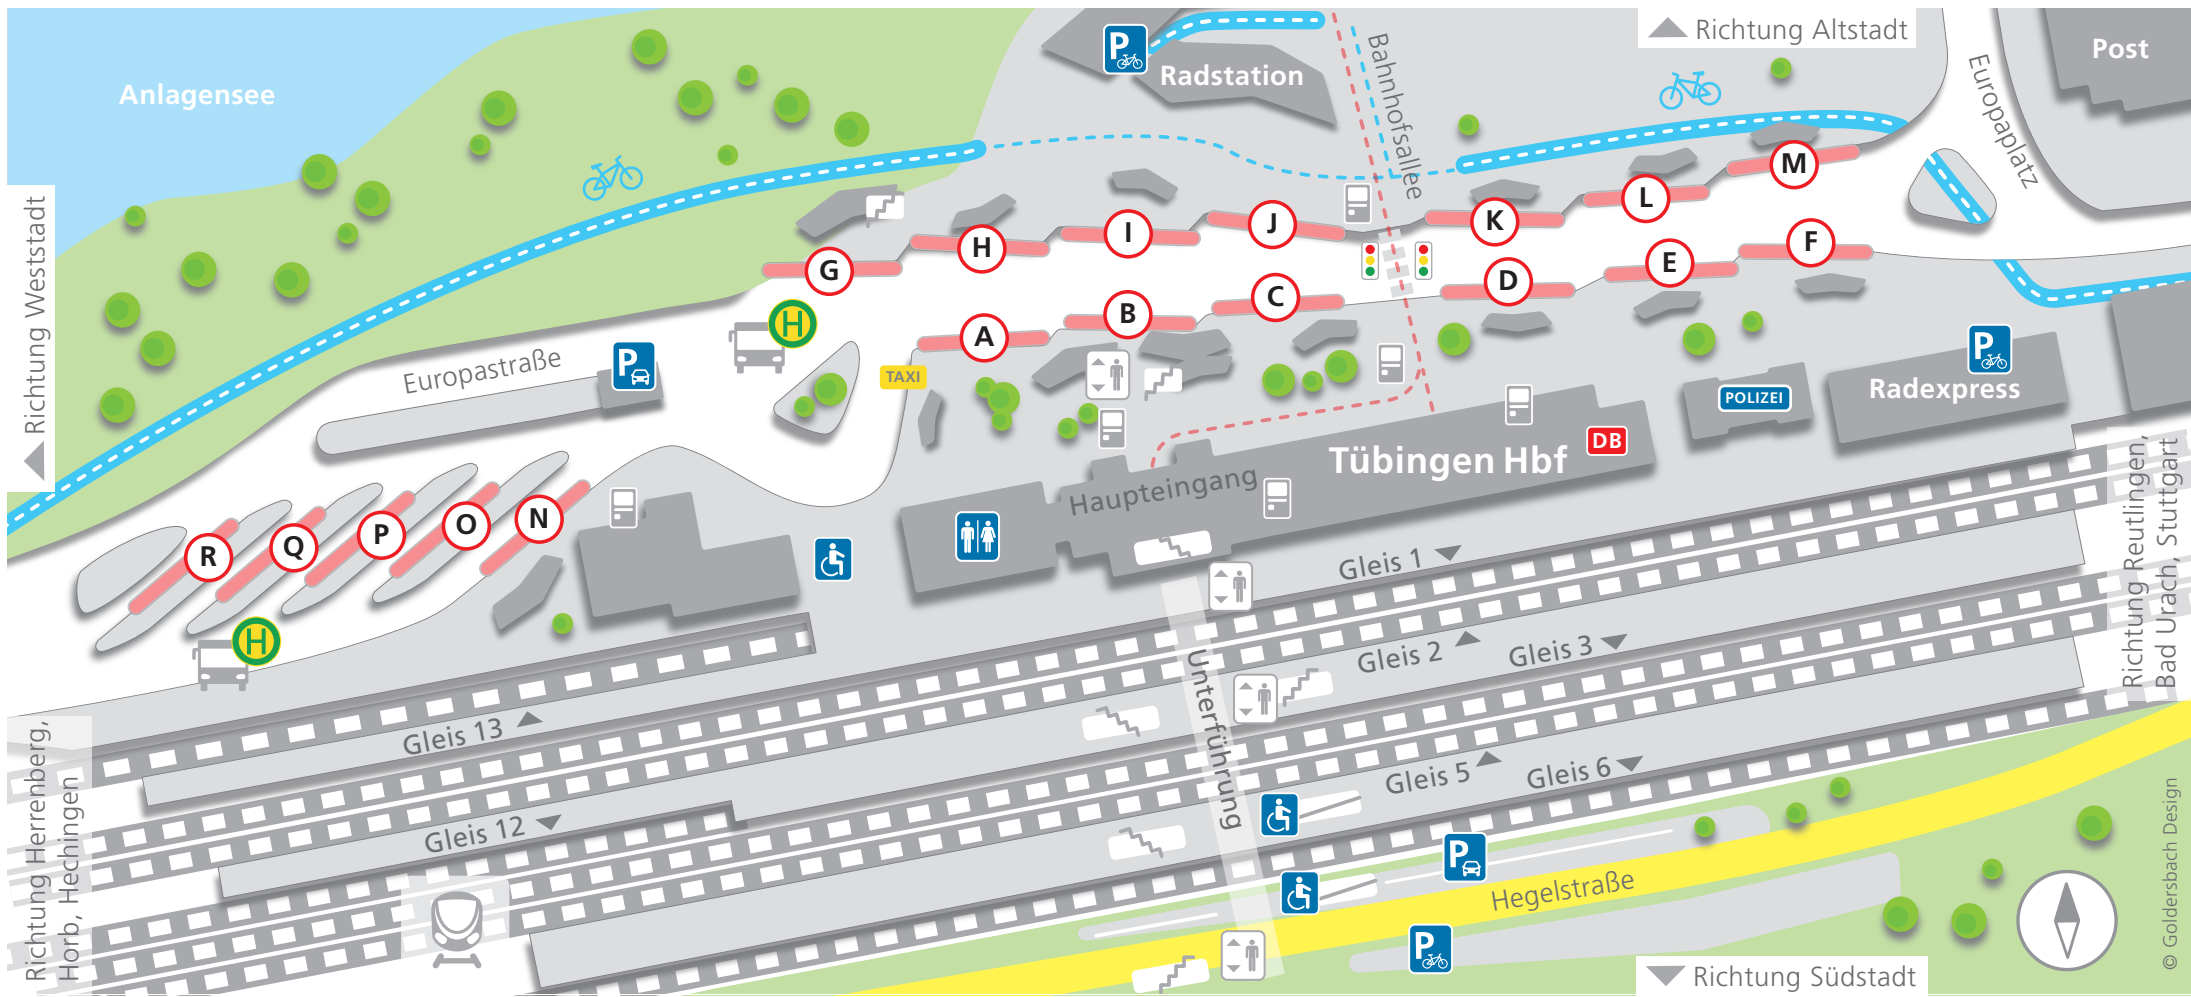 Richtung Altstadt
Post
Anlagensee
P
Radstation
Bahnhofsallee
Europaplatz
Richtung Weststadt
M
L
K
J
I
H
G
F
E
D
C
B
A
H
Europastraße
P
TAXI
P
Radexpress
POLIZEI
Tübingen Hbf
DB
Haupteingang
N
O
P
Q
R
H
Gleis 1
Gleis 2
Gleis 3
Unterführung
Gleis 13
Gleis 5
Gleis 6
Gleis 12
Richtung Reutlingen,
Bad Urach, Stuttgart
Richtung Herrenberg,
Horb, Hechingen
P
Hegelstraße
P
Richtung Südstadt
© Goldersbach Design